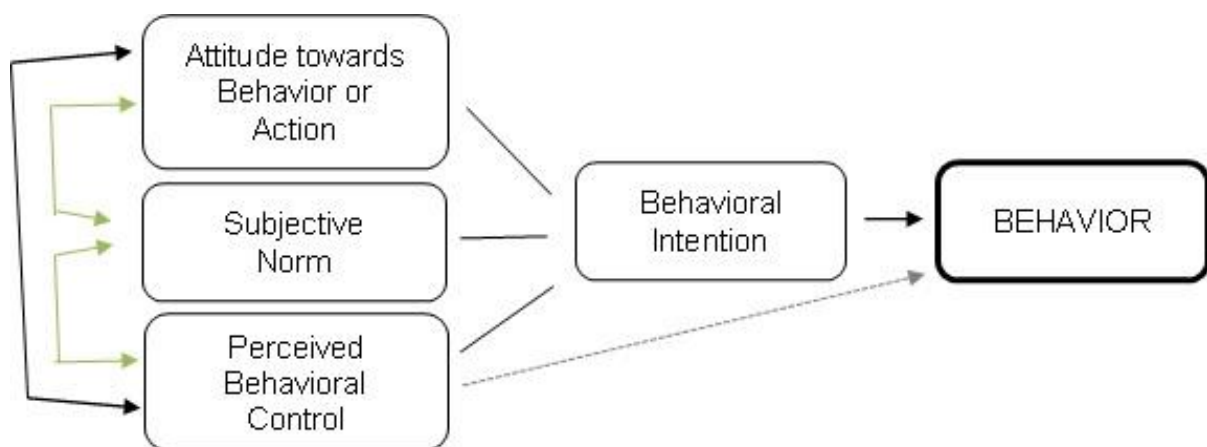 Attitude towards
Behavior or
Action
Subjective
Norm
Perceived
Behavioral
Control
Behavioral
Intention
BEHAVIOR